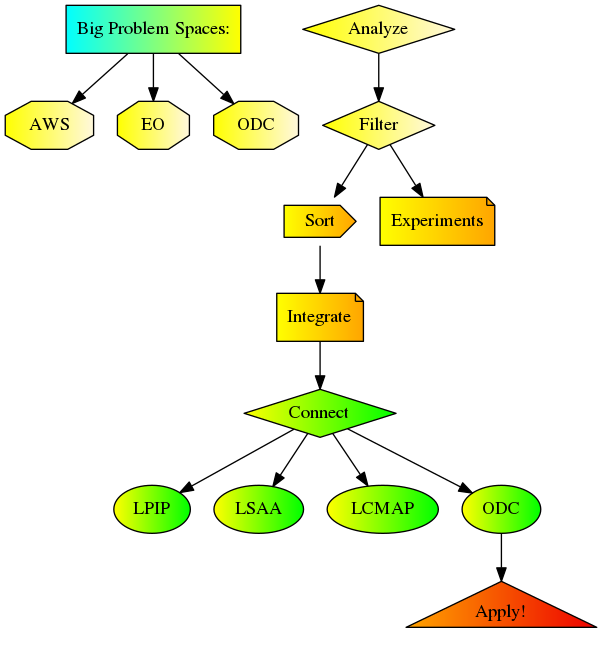 Big Problem Spaces:
Analyze
AWS
EO
ODC
Filter
Sort
Experiments
Integrate
Connect
LPIP
LSAA
LCMAP
ODC
Apply!